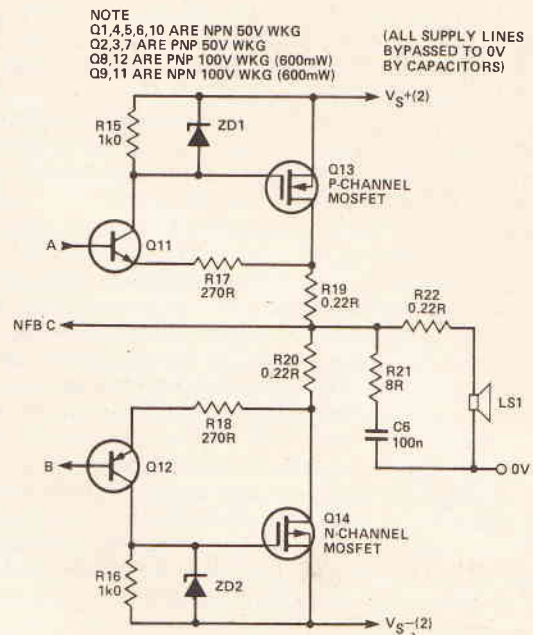 NOTE
Q1,4,5,6,10 ARE NPN 50V WKG
Q2,3,7 ARE PNP 50V WKG
Q8,12 ARE PNP 100V WKG (600mW)
Q9,11 ARE NPN 100V WKG (600mW)
(ALL SUPPLY LINES
BYPASSED TO 0V
BY CAPACITORS)
VS+(2)
R15
1k0
ZD1
Q13
P-CHANNEL
MOSFET
A
Q11
R17
270R
R19
0.22R
R22
0.22R
NFB C
R20
0.22R
R21
8R
LS1
R18
270R
C6
100n
B
Q12
0V
Q14
N-CHANNEL
MOSFET
R16
1k0
ZD2
VS−(2)